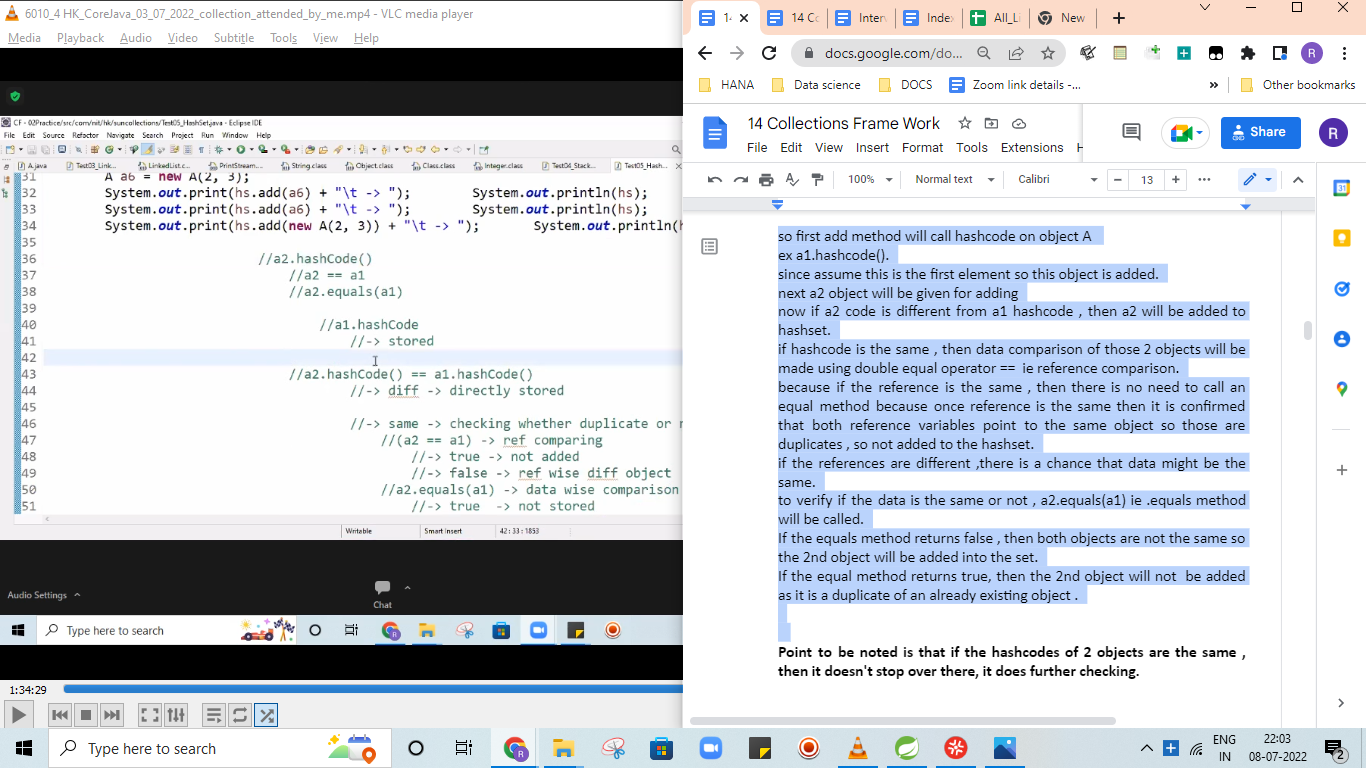 6010_4 HK_CoreJava_03_07_2022_collection_attended_by_me.mp4 - VLC media player
Media Playback Audio Video Subtitle Tools View Help
CF - 02Practice/src/com/nit/hk/suncollections/Test05_HashSet.java - Eclipse IDE
File Edit Source Refactor Navigate Search Project Run Window Help
A.java Test03_Link... LinkedList.c... PrintStream.... String.class Object.class Class.class Integer.class Test04_Stack... Test05_Hash...
31 A a6 = new A(2, 3);
32 System.out.print(hs.add(a6) + "\t -> "); System.out.println(hs);
33 System.out.print(hs.add(a6) + "\t -> "); System.out.println(hs);
34 System.out.print(hs.add(new A(2, 3)) + "\t -> "); System.out.println(h
35
36 //a2.hashCode()
37 //a2 == a1
38 //a2.equals(a1)
39
40 //a1.hashCode
41 //-> stored
42
43 //a2.hashCode() == a1.hashCode()
44 //-> diff -> directly stored
45
46 //-> same -> checking whether duplicate or
47 //(a2 == a1) -> ref comparing
48 //-> true -> not added
49 //-> false -> ref wise diff object
50 //a2.equals(a1) -> data wise comparison
51 //-> true -> not stored
Writable Smart Insert 42 : 33 : 1853
Audio Settings
Chat
Type here to search
1:34:29
14 Co Inter Index All_Li New
docs.google.com/do...
R
HANA Data science DOCS Zoom link details -... » Other bookmarks
14 Collections Frame Work
Share
R
File Edit View Insert Format Tools Extensions H
100% Normal text Calibri 13
31
so first add method will call hashcode on object A
ex a1.hashcode().
since assume this is the first element so this object is added.
next a2 object will be given for adding
now if a2 code is different from a1 hashcode , then a2 will be added to
hashset.
if hashcode is the same , then data comparison of those 2 objects will be
made using double equal operator == ie reference comparison.
because if the reference is the same , then there is no need to call an
equal method because once reference is the same then it is confirmed
that both reference variables point to the same object so those are
duplicates , so not added to the hashset.
if the references are different ,there is a chance that data might be the
same.
to verify if the data is the same or not , a2.equals(a1) ie .equals method
will be called.
If the equals method returns false , then both objects are not the same so
the 2nd object will be added into the set.
If the equal method returns true, then the 2nd object will not be added
as it is a duplicate of an already existing object .
Point to be noted is that if the hashcodes of 2 objects are the same ,
then it doesn't stop over there, it does further checking.
Type here to search
ENG
IN
22:03
08-07-2022
2